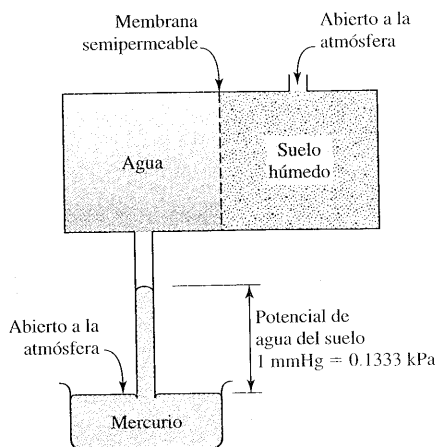 Membrana
semipermeable
Abierto a la
atmósfera
Agua
Suelo
húmedo
Abierto a la
atmósfera
Potencial de
agua del suelo
1 mmHg = 0.1333 kPa
Mercurio